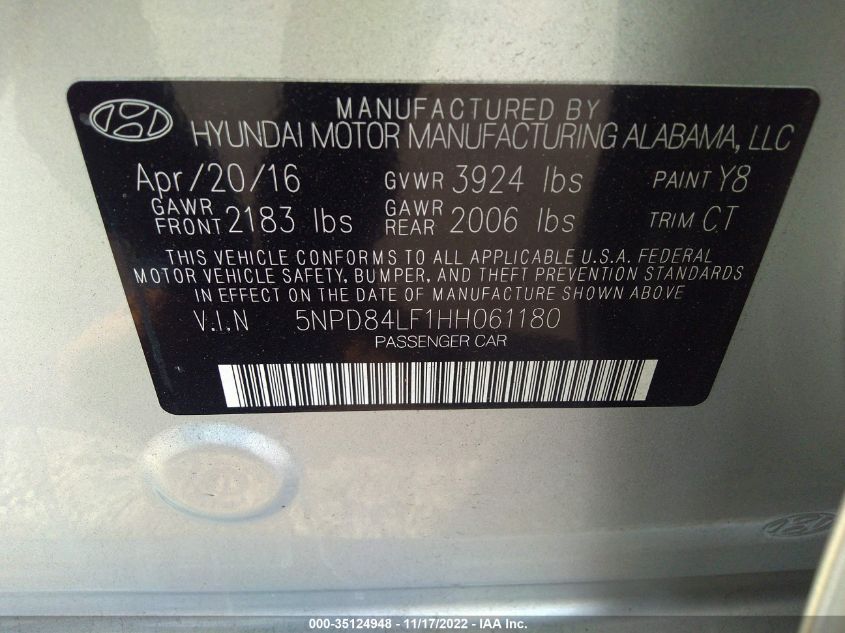 MANUFACTURED BY
HYUNDAI MOTOR MANUFACTURING ALABAMA, LLC
Apr/20/16 GVWR 3924 lbs PAINT Y8
GAWR FRONT 2183 lbs GAWR REAR 2006 lbs TRIM CT
THIS VEHICLE CONFORMS TO ALL APPLICABLE U.S.A. FEDERAL
MOTOR VEHICLE SAFETY, BUMPER, AND THEFT PREVENTION STANDARDS
IN EFFECT ON THE DATE OF MANUFACTURE SHOWN ABOVE
V.I.N 5NPD84LF1HH061180
PASSENGER CAR
000-35124948 - 11/17/2022 - IAA Inc.